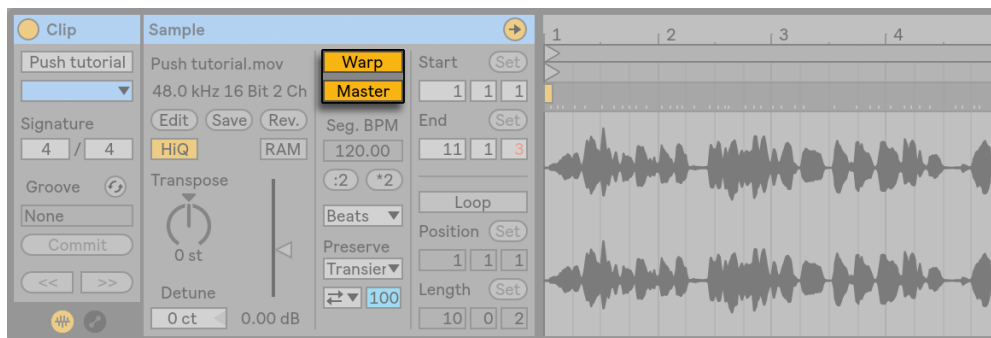 Clip
Push tutorial
Signature
4 / 4
Groove
None
Commit
<< >>
Sample
Push tutorial.mov
48.0 kHz 16 Bit 2 Ch
Edit Save Rev.
HiQ RAM
Transpose
0 st
Detune
0 ct 0.00 dB
Warp
Master
Seg. BPM
120.00
:2 *2
Beats
Preserve
Transier
100
Start Set
1 1 1
End Set
11 1 3
Loop
Position Set
1 1 1
Length Set
10 0 2
1 2 3 4